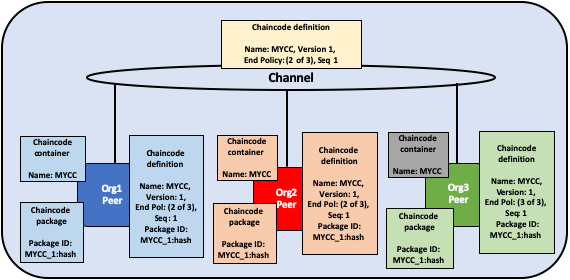 Chaincode definition
Name: MYCC, Version 1,
End Policy: (2 of 3), Seq 1
Channel
Chaincode
container
Name: MYCC
Org1
Peer
Chaincode
package
Package ID:
MYCC_1:hash
Chaincode
definition
Name: MYCC,
Version: 1,
End Pol: (2 of 3),
Seq: 1
Package ID:
MYCC_1:hash
Chaincode
container
Name: MYCC
Org2
Peer
Chaincode
package
Package ID:
MYCC_1:hash
Chaincode
definition
Name: MYCC,
Version: 1,
End Pol: (2 of 3),
Seq: 1
Package ID:
MYCC_1:hash
Chaincode
container
Name: MYCC
Org3
Peer
Chaincode
package
Package ID:
MYCC_1:hash
Chaincode
definition
Name: MYCC,
Version: 1,
End Pol: (3 of 3),
Seq: 1
Package ID:
MYCC_1:hash